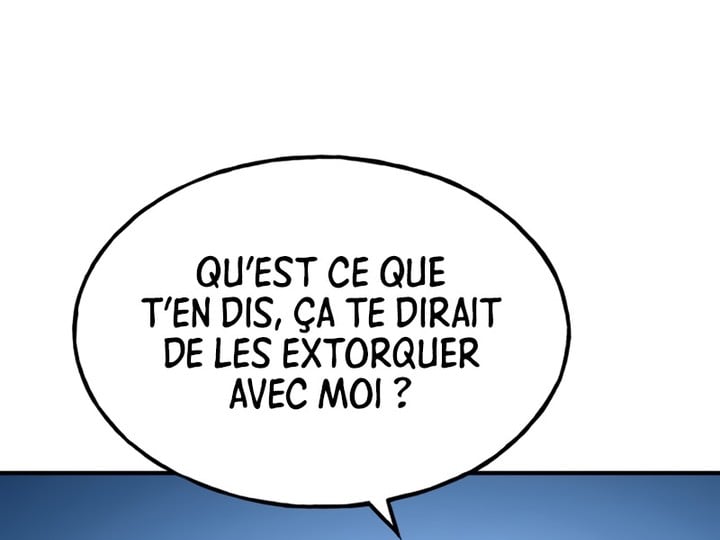 QU'EST CE QUE
T'EN DIS, ÇA TE DIRAIT
DE LES EXTORQUER
AVEC MOI ?